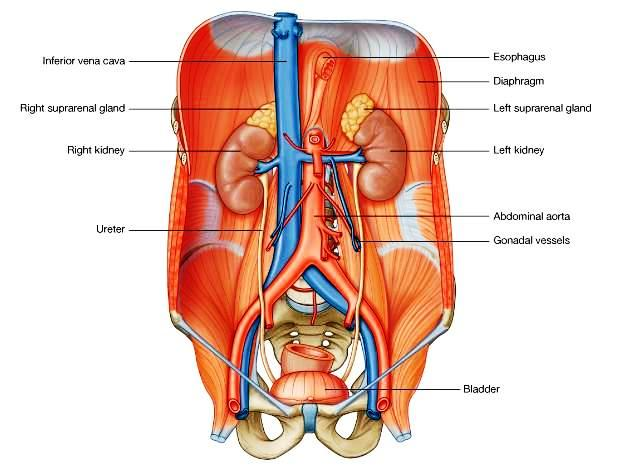 Inferior vena cava
Right suprarenal gland
Right kidney
Ureter
Esophagus
Diaphragm
Left suprarenal gland
Left kidney
Abdominal aorta
Gonadal vessels
Bladder